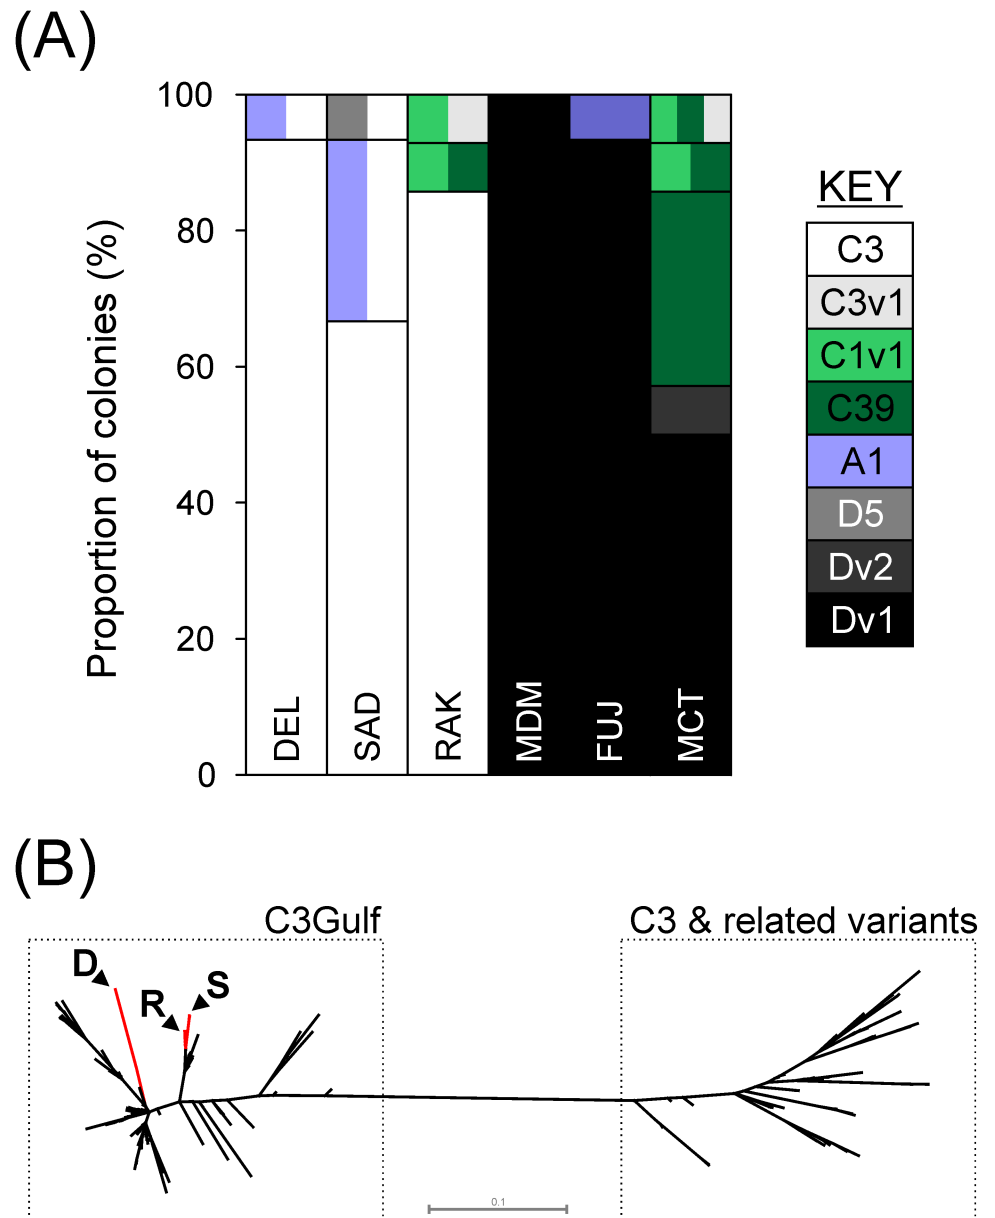 (A)
Proportion of colonies (%)
100
80
60
40
20
0
DEL
SAD
RAK
MDM
FUJ
MCT
KEY
C3
C3v1
C1v1
C39
A1
D5
Dv2
Dv1
(B)
C3Gulf
C3 & related variants
D
R
S
0.1